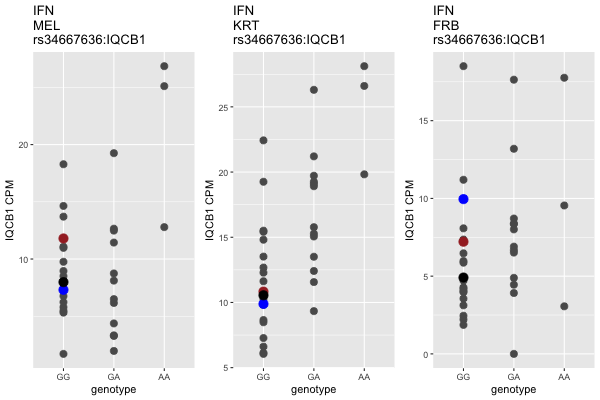 IFN
MEL
rs34667636:IQCB1
IQCB1 CPM
20
10
GG
GA
AA
genotype
IFN
KRT
rs34667636:IQCB1
IQCB1 CPM
25
20
15
10
5
GG
GA
AA
genotype
IFN
FRB
rs34667636:IQCB1
IQCB1 CPM
15
10
5
0
GG
GA
AA
genotype